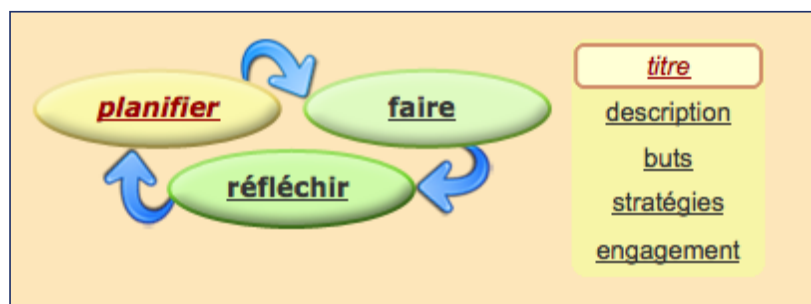 planifier
faire
réfléchir
titre
description
buts
stratégies
engagement